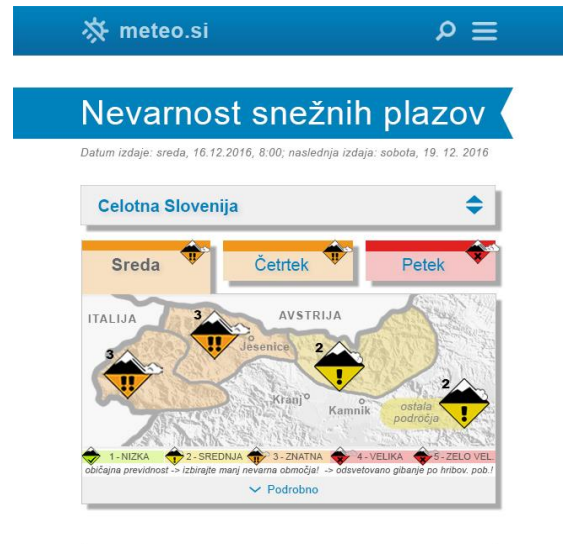 meteo.si
Nevarnost snežnih plazov
Datum izdaje: sreda, 16.12.2016, 8:00; naslednja izdaja: sobota, 19. 12. 2016
Celotna Slovenija
Sreda
Četrtek
Petek
ITALIJA
3
AVSTRIJA
Jesenice
3
2
2
Kranj
Kamnik
ostala
področja
1 - NIZKA
2 - SREDNJA
3 - ZNATNA
4 - VELIKA
5 - ZELO VEL.
običajna previdnost -> izbirajte manj nevarna območja! -> odsvetovano gibanje po hribov. pob.!
Podrobno